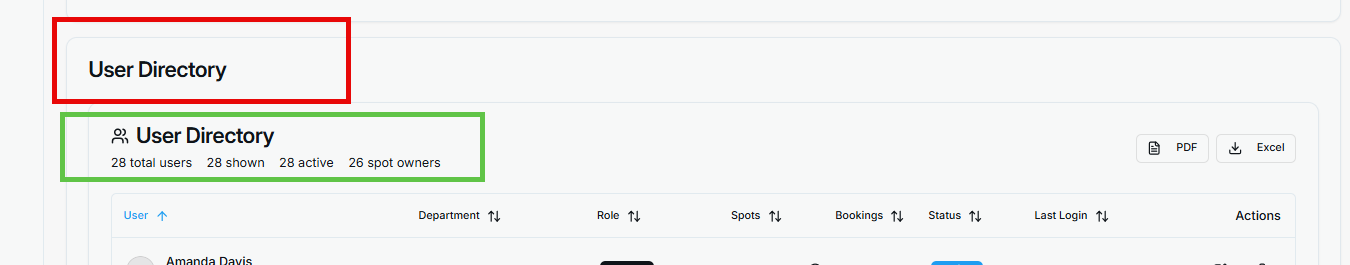 User Directory
User Directory
28 total users 28 shown 28 active 26 spot owners
PDF Excel
User Department Role Spots Bookings Status Last Login Actions
Amanda Davis